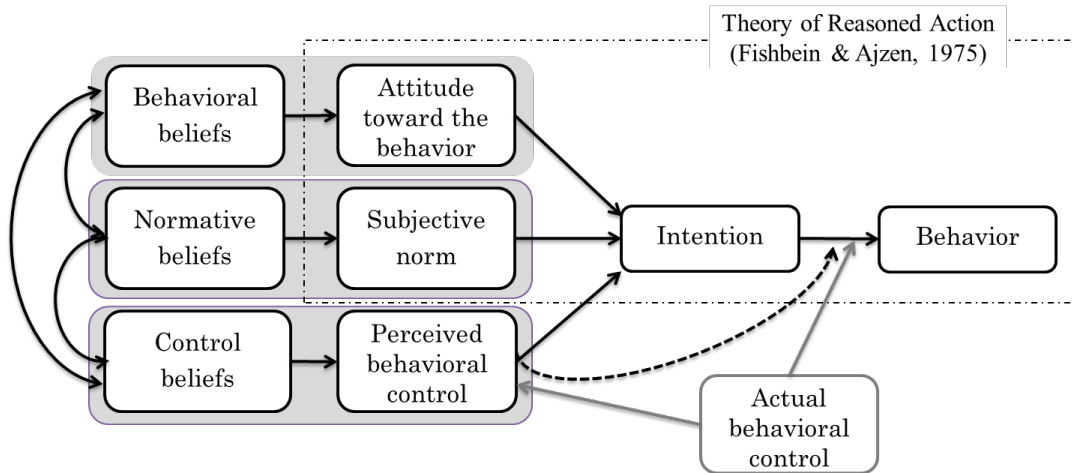 Theory of Reasoned Action
(Fishbein & Ajzen, 1975)
Behavioral
beliefs
Attitude
toward the
behavior
Normative
beliefs
Subjective
norm
Intention
Behavior
Control
beliefs
Perceived
behavioral
control
Actual
behavioral
control